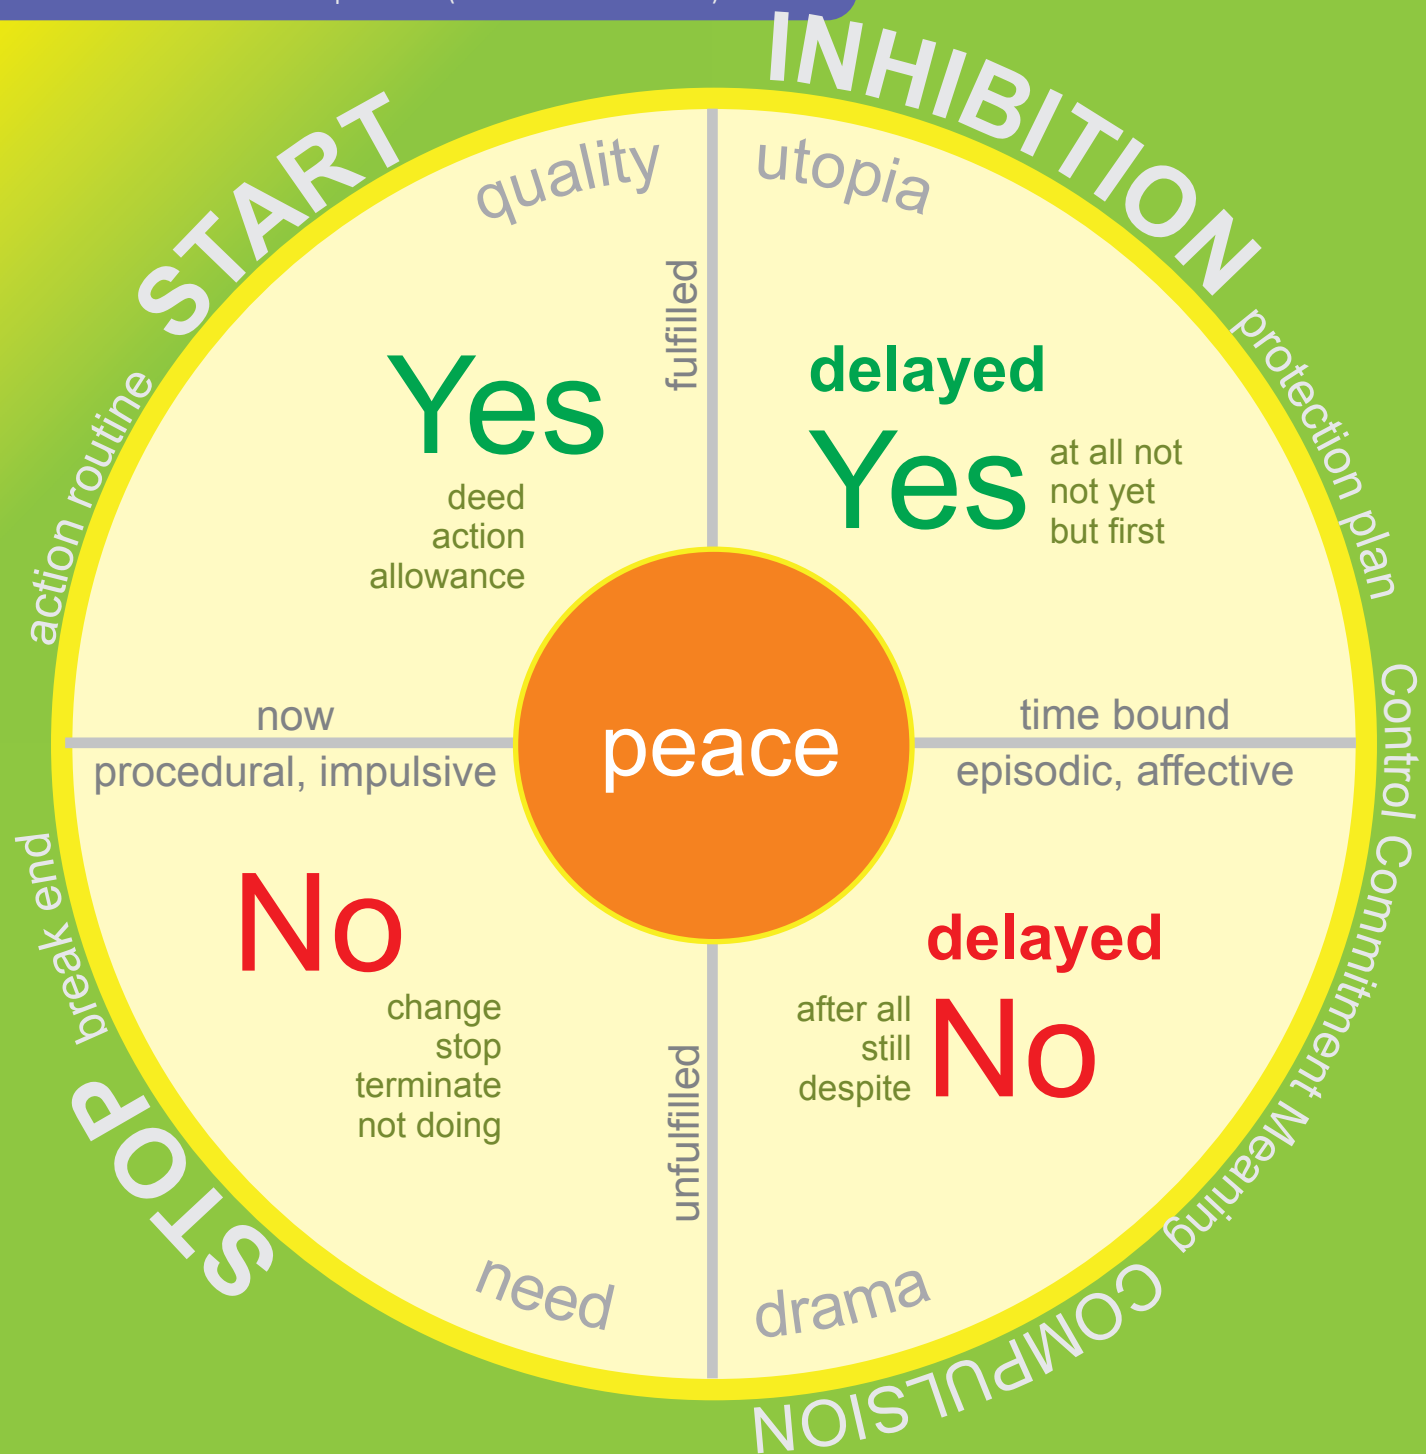 INHIBITION
START
quality
utopia
fulfilled
protection plan
action routine
Yes
deed
action
allowance
delayed
Yes
at all not
not yet
but first
now
procedural, impulsive
peace
time bound
episodic, affective
Control Commitment Meaning
break end
No
change
stop
terminate
not doing
unfulfilled
delayed
No
after all
still
despite
STOP
need
drama
COMPULSION